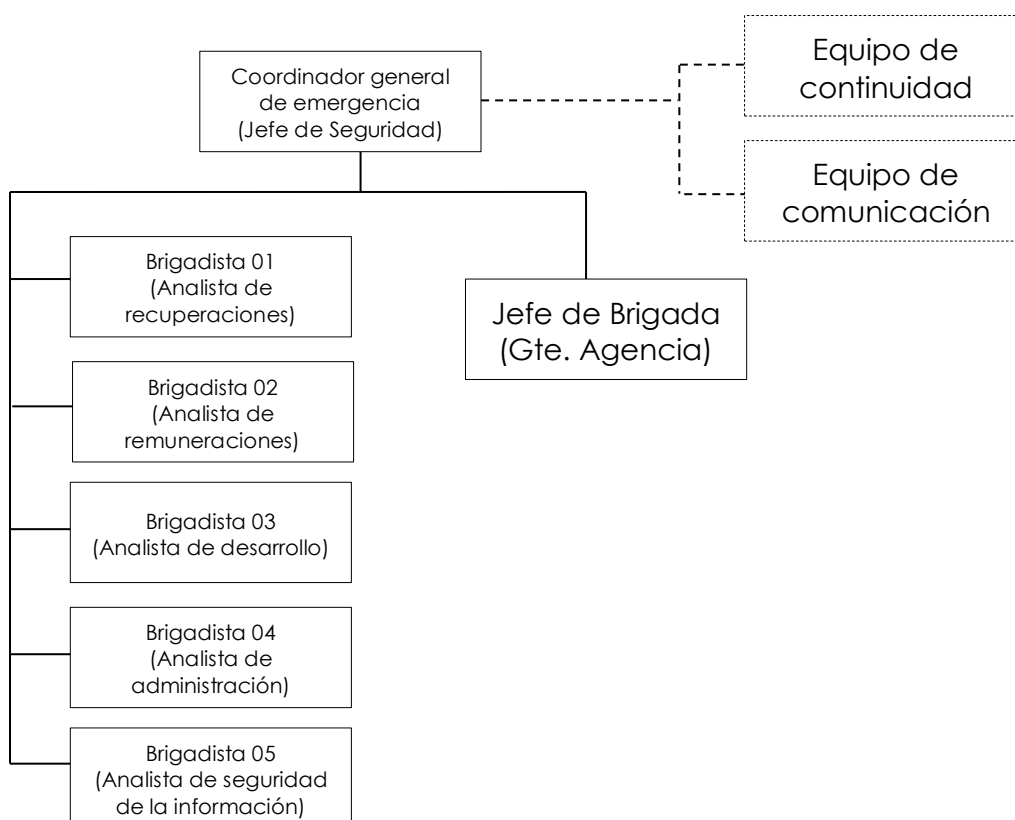 Coordinador general
de emergencia
(Jefe de Seguridad)
Equipo de
continuidad
Equipo de
comunicación
Brigadista 01
(Analista de
recuperaciones)
Jefe de Brigada
(Gte. Agencia)
Brigadista 02
(Analista de
remuneraciones)
Brigadista 03
(Analista de desarrollo)
Brigadista 04
(Analista de
administración)
Brigadista 05
(Analista de seguridad
de la información)